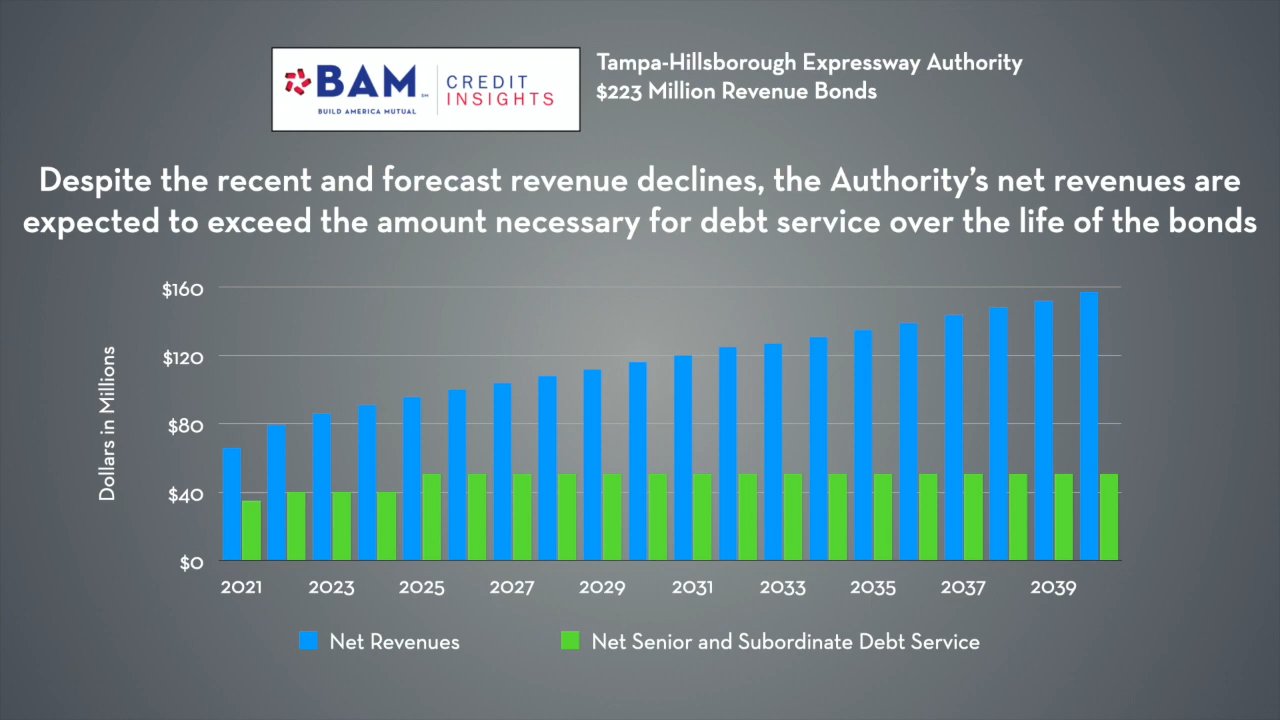 BAM SM
BUILD AMERICA MUTUAL
CREDIT
INSIGHTS
Tampa-Hillsborough Expressway Authority
$223 Million Revenue Bonds
Despite the recent and forecast revenue declines, the Authority's net revenues are
expected to exceed the amount necessary for debt service over the life of the bonds
Dollars in Millions
$160
$120
$80
$40
$0
2021 2023 2025 2027 2029 2031 2033 2035 2037 2039
Net Revenues
Net Senior and Subordinate Debt Service